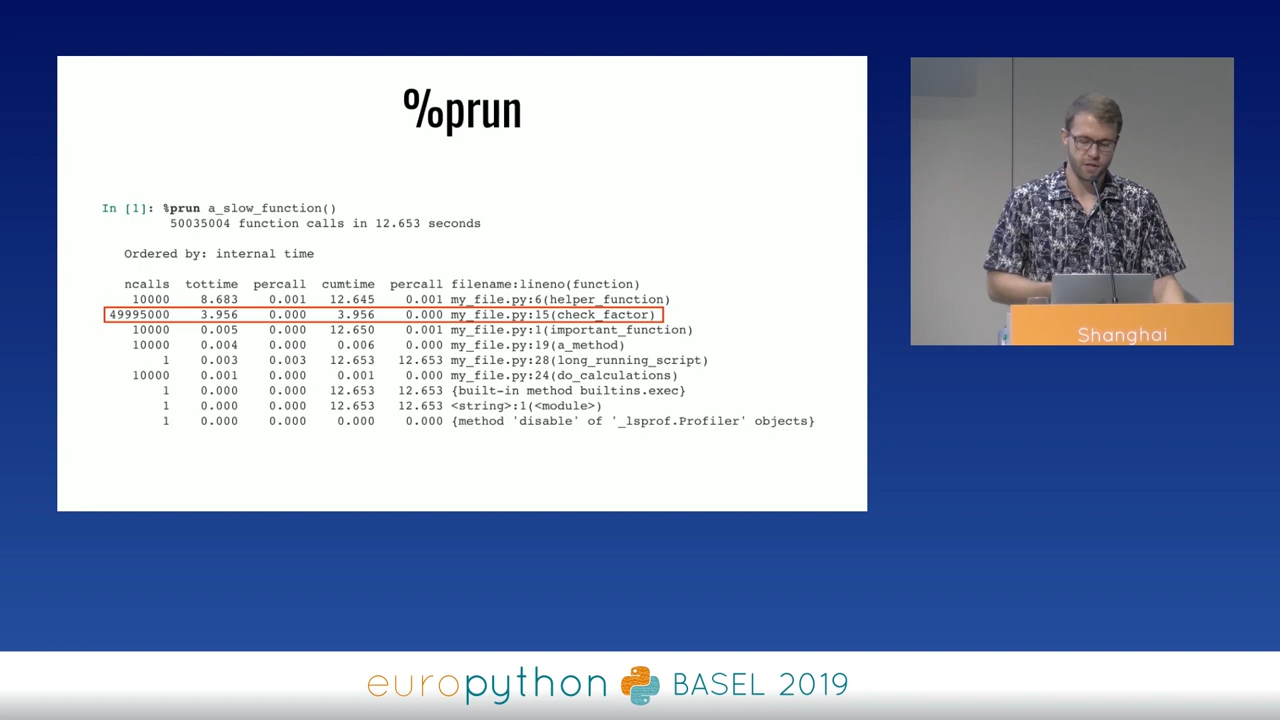 %prun
In [1]: %prun a_slow_function()
50035004 function calls in 12.653 seconds
Ordered by: internal time
ncalls tottime percall cumtime percall filename:lineno(function)
10000 8.683 0.001 12.645 0.001 my_file.py:6(helper_function)
49995000 3.956 0.000 3.956 0.000 my_file.py:15(check_factor)
10000 0.005 0.000 12.650 0.001 my_file.py:1(important_function)
10000 0.004 0.000 0.006 0.000 my_file.py:19(a_method)
1 0.003 0.003 12.653 12.653 my_file.py:28(long_running_script)
10000 0.001 0.000 0.001 0.000 my_file.py:24(do_calculations)
1 0.000 0.000 12.653 12.653 {built-in method builtins.exec}
1 0.000 0.000 12.653 12.653 <string>:1(<module>)
1 0.000 0.000 0.000 0.000 {method 'disable' of '_lsprof.Profiler' objects}
Shanghai
europython BASEL 2019